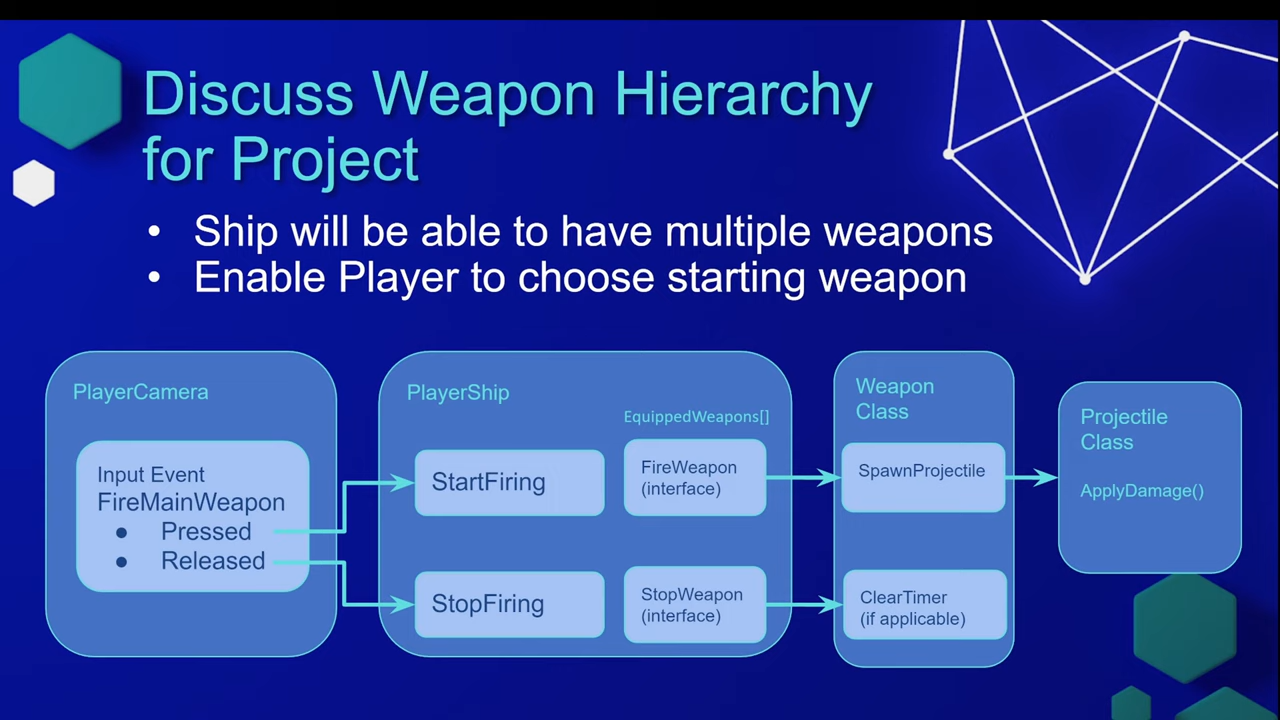 Discuss Weapon Hierarchy
for Project
• Ship will be able to have multiple weapons
• Enable Player to choose starting weapon
PlayerCamera
Input Event
FireMainWeapon
● Pressed
● Released
PlayerShip
EquippedWeapons[]
StartFiring
FireWeapon
(interface)
StopFiring
StopWeapon
(interface)
Weapon
Class
SpawnProjectile
ClearTimer
(if applicable)
Projectile
Class
ApplyDamage()